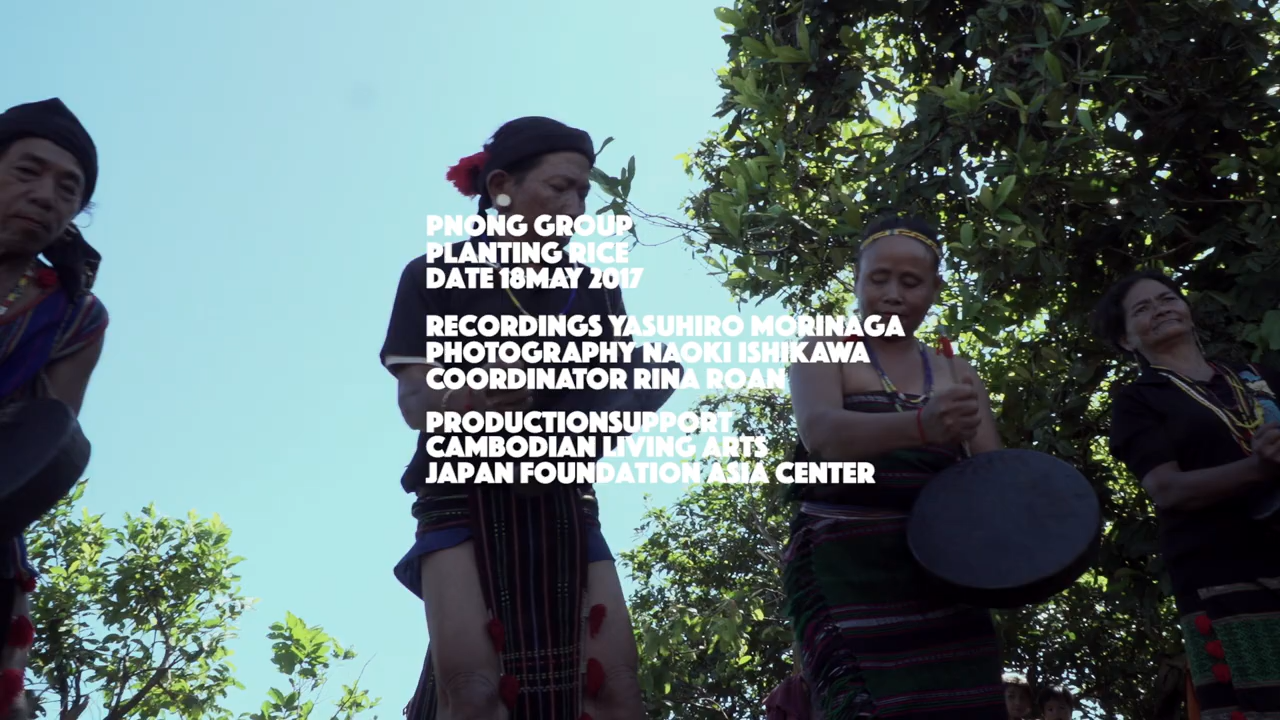 PNONG GROUP
PLANTING RICE
DATE 18MAY 2017
RECORDINGS YASUHIRO MORINAGA
PHOTOGRAPHY NAOKI ISHIKAWA
COORDINATOR RINA ROAN
PRODUCTIONSUPPORT
CAMBODIAN LIVING ARTS
JAPAN FOUNDATION ASIA CENTER